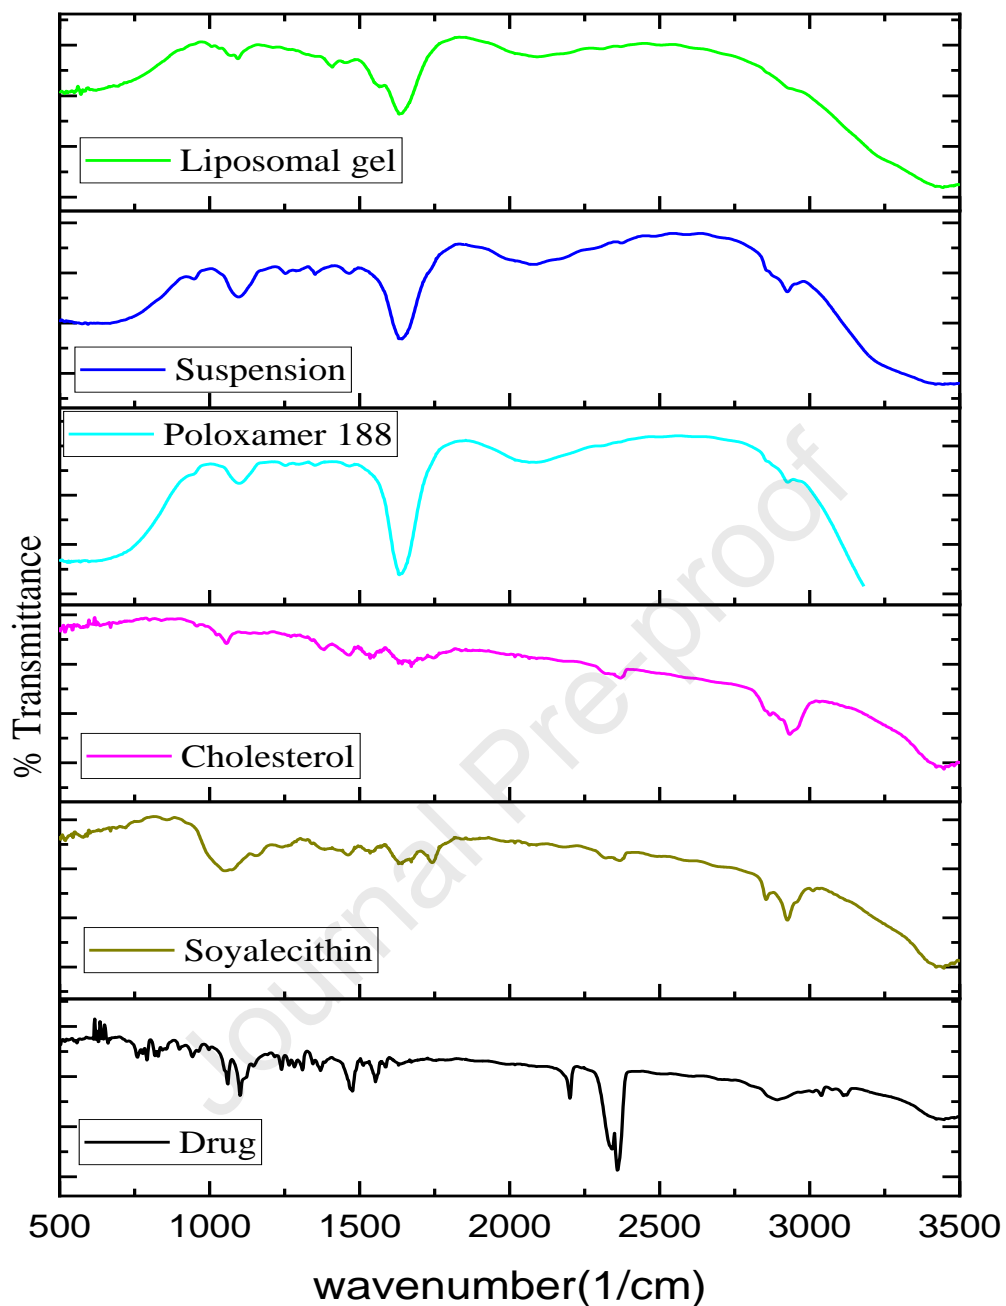 Liposomal gel
Suspension
Poloxamer 188
Cholesterol
Soyalecithin
Drug
% Transmittance
500 1000 1500 2000 2500 3000 3500
wavenumber(1/cm)
Journal Pre-proof